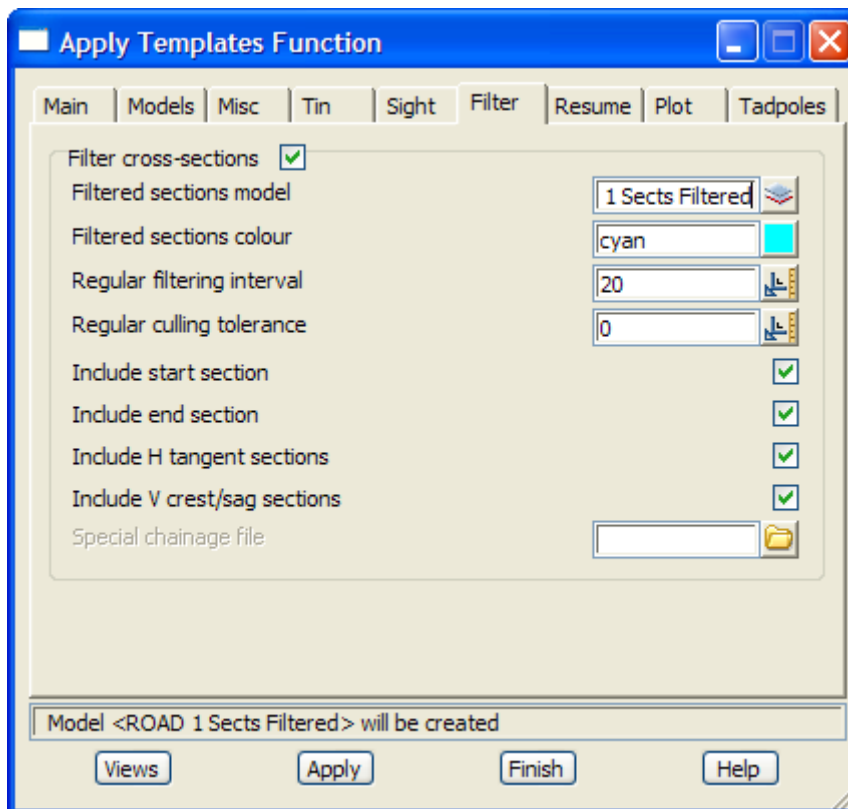 Apply Templates Function
Main Models Misc Tin Sight Filter Resume Plot Tadpoles
Filter cross-sections
Filtered sections model 1 Sects Filtered
Filtered sections colour cyan
Regular filtering interval 20
Regular culling tolerance 0
Include start section
Include end section
Include H tangent sections
Include V crest/sag sections
Special chainage file
Model <ROAD 1 Sects Filtered> will be created
Views Apply Finish Help